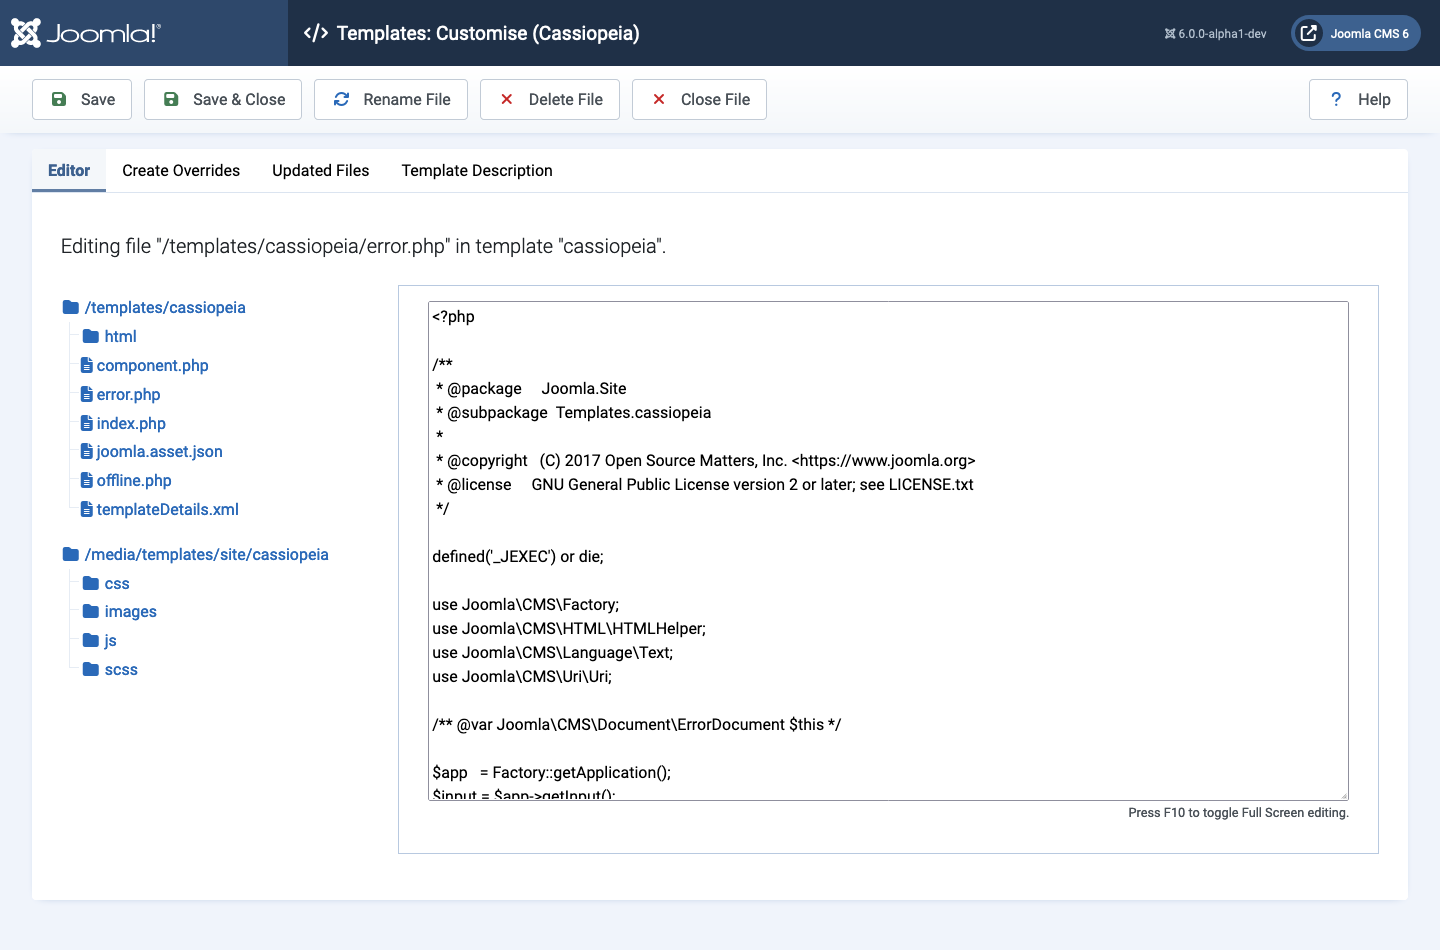 Joomla!®
</> Templates: Customise (Cassiopeia)
6.0.0-alpha1-dev
Joomla CMS 6
Save
Save & Close
Rename File
Delete File
Close File
? Help
Editor
Create Overrides
Updated Files
Template Description
Editing file "/templates/cassiopeia/error.php" in template "cassiopeia".
/templates/cassiopeia
html
component.php
error.php
index.php
joomla.asset.json
offline.php
templateDetails.xml
/media/templates/site/cassiopeia
css
images
js
scss
<?php
/**
* @package     Joomla.Site
* @subpackage  Templates.cassiopeia
*
* @copyright   (C) 2017 Open Source Matters, Inc. <https://www.joomla.org>
* @license     GNU General Public License version 2 or later; see LICENSE.txt
*/
defined('_JEXEC') or die;
use Joomla\CMS\Factory;
use Joomla\CMS\HTML\HTMLHelper;
use Joomla\CMS\Language\Text;
use Joomla\CMS\Uri\Uri;
/** @var Joomla\CMS\Document\ErrorDocument $this */
$app   = Factory::getApplication();
$input = $app->getInput();
Press F10 to toggle Full Screen editing.